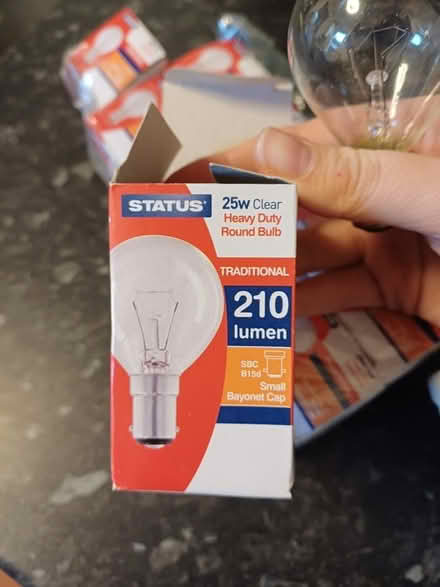 STATUS
25w Clear
Heavy Duty
Round Bulb
TRADITIONAL
210
lumen
SBC
B15d
Small
Bayonet Cap